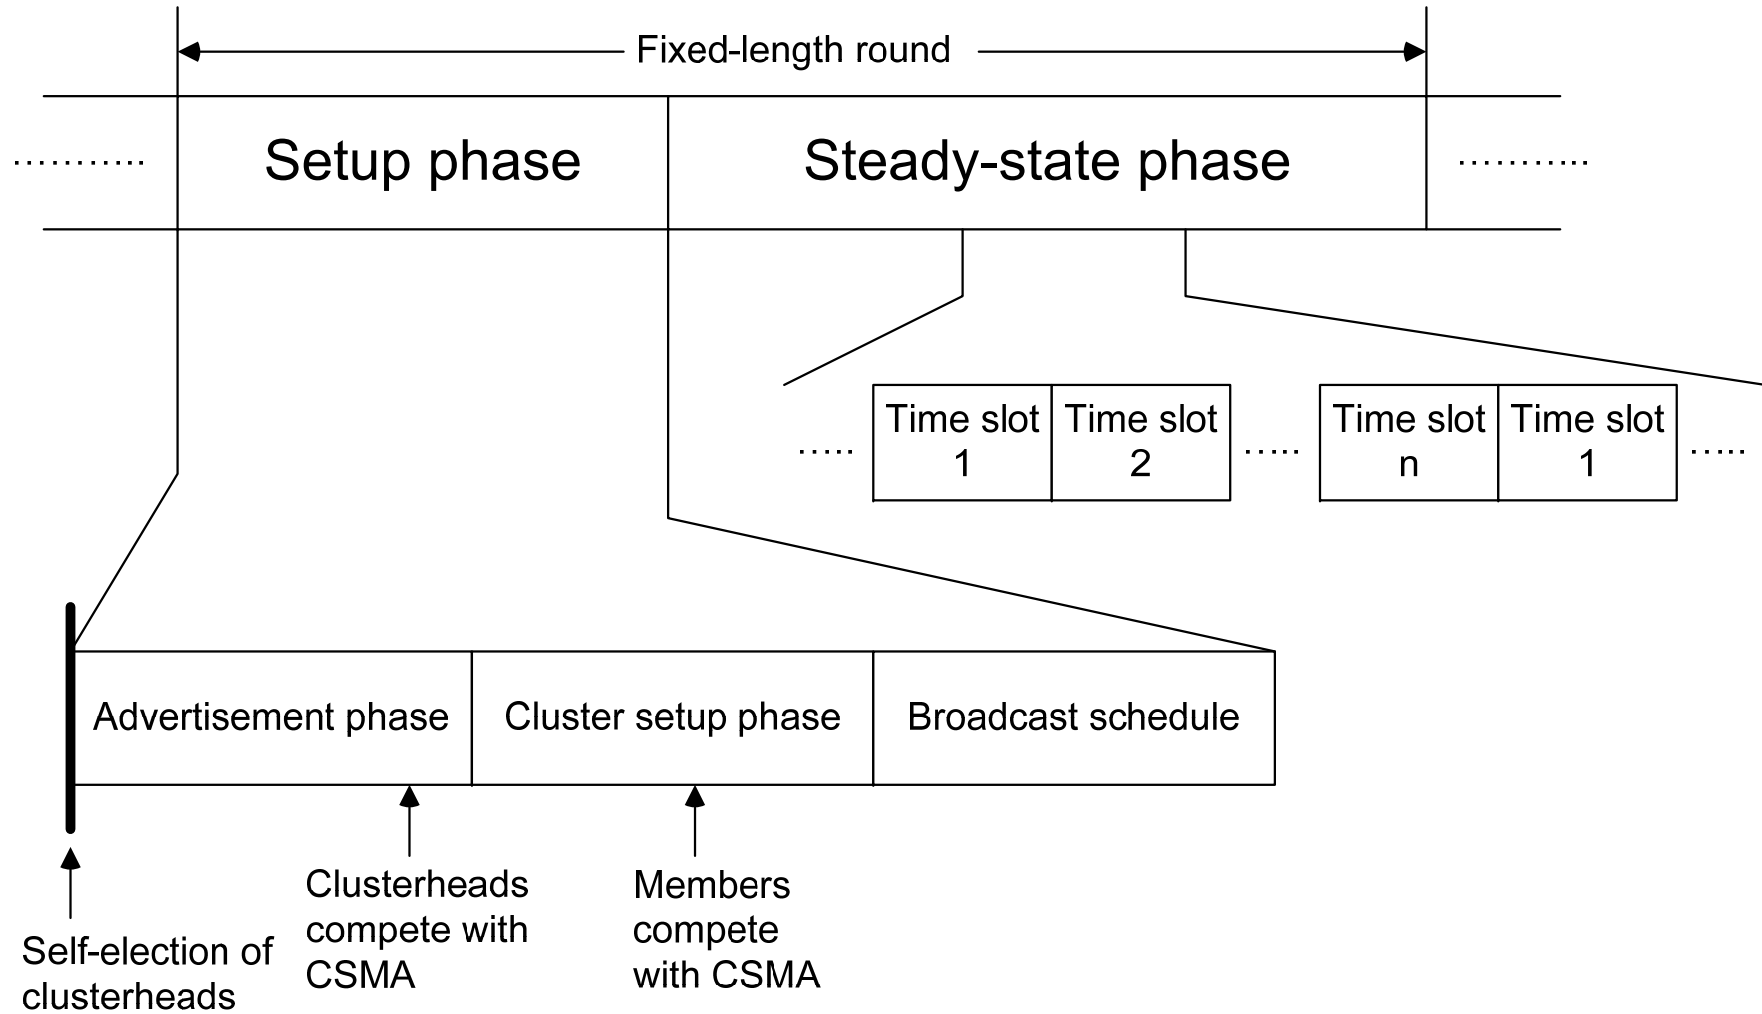 Fixed-length round
Setup phase
Steady-state phase
Time slot
1
Time slot
2
Time slot
n
Time slot
1
Advertisement phase
Cluster setup phase
Broadcast schedule
Self-election of
clusterheads
Clusterheads
compete with
CSMA
Members
compete
with CSMA